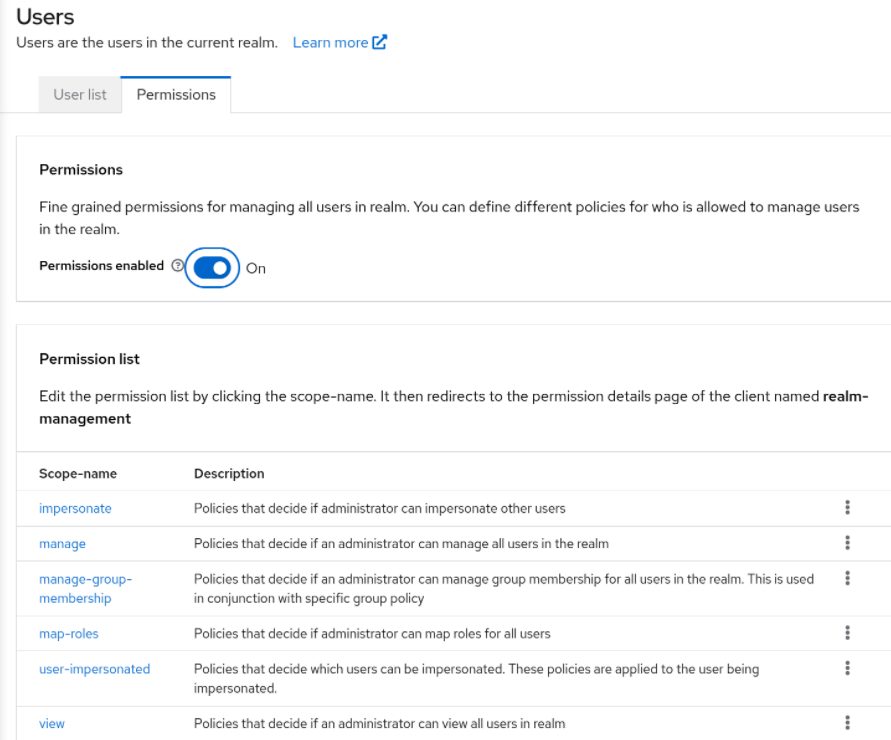 Users
Users are the users in the current realm. Learn more
User list Permissions
Permissions
Fine grained permissions for managing all users in realm. You can define different policies for who is allowed to manage users
in the realm.
Permissions enabled ? On
Permission list
Edit the permission list by clicking the scope-name. It then redirects to the permission details page of the client named realm-
management
Scope-name Description
impersonate Policies that decide if administrator can impersonate other users
manage Policies that decide if an administrator can manage all users in the realm
manage-group- Policies that decide if an administrator can manage group membership for all users in the realm. This is used
membership in conjunction with specific group policy
map-roles Policies that decide if administrator can map roles for all users
user-impersonated Policies that decide which users can be impersonated. These policies are applied to the user being
impersonated.
view Policies that decide if an administrator can view all users in realm